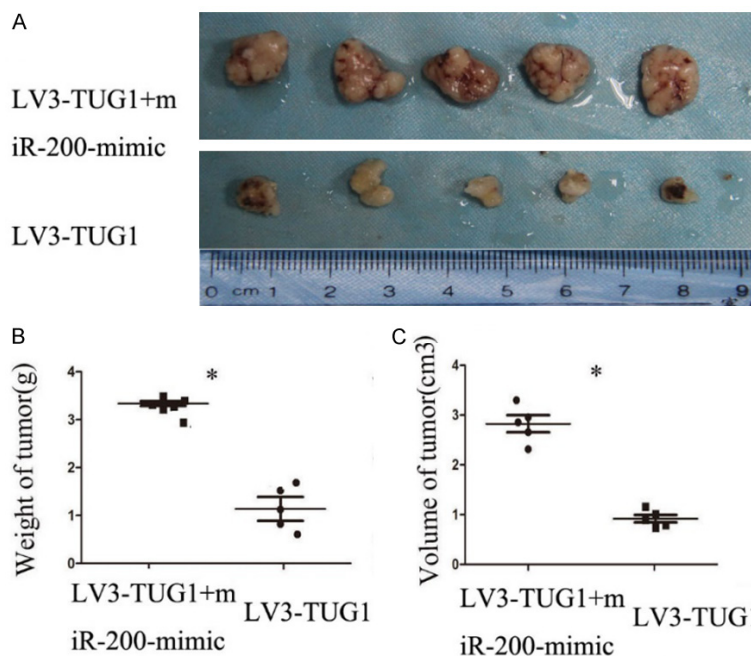 A
LV3-TUG1+m
iR-200-mimic
LV3-TUG1
0 cm 1 2 3 4 5 6 7 8 9
B
Weight of tumor(g)
4
3
2
1
0
*
LV3-TUG1+m
iR-200-mimic
LV3-TUG1
C
Volume of tumor(cm3)
4
3
2
1
0
*
LV3-TUG1+m
iR-200-mimic
LV3-TUG